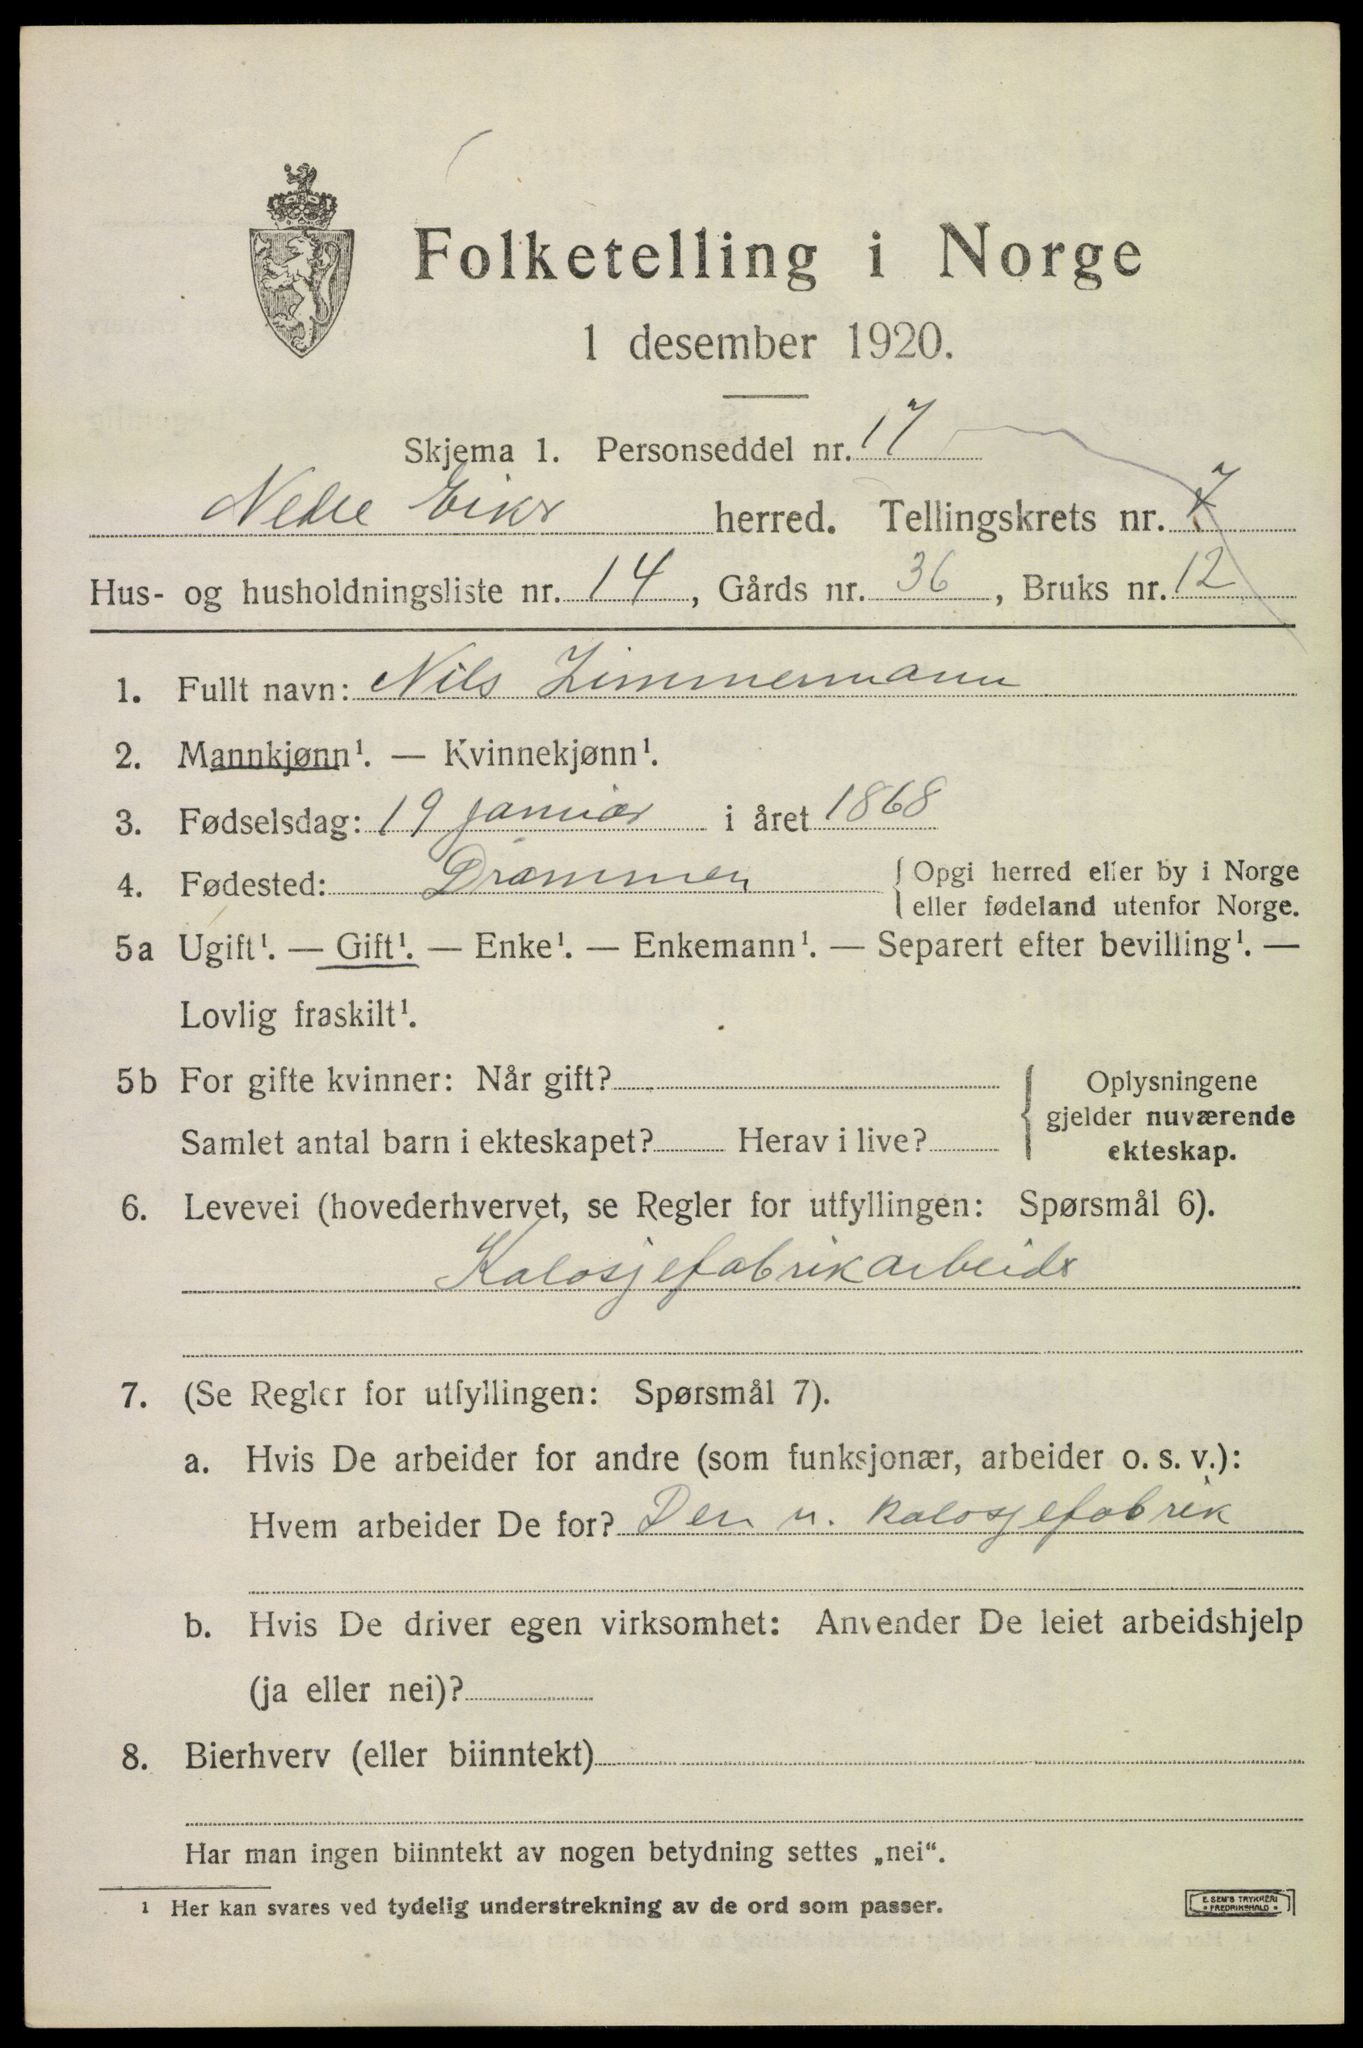 Folketelling i Norge
1 desember 1920.
Skjema 1. Personseddel nr. 17
Nedre Eiker herred. Tellingskrets nr. 7
Hus- og husholdningsliste nr. 14, Gårds nr. 36, Bruks nr. 12
1. Fullt navn: Nils Zimmermann
2. Mannkjønn¹. — Kvinnekjønn¹.
3. Fødselsdag: 19 januar i året 1868
4. Fødested: Drammen { Opgi herred eller by i Norge
eller fødeland utenfor Norge.
5a Ugift¹. — Gift¹. — Enke¹. — Enkemann¹. — Separert efter bevilling¹. —
Lovlig fraskilt¹.
5b For gifte kvinner: Når gift?
Samlet antal barn i ekteskapet? Herav i live?
{ Oplysningene
gjelder nuværende
ekteskap.
6. Levevei (hovederhvervet, se Regler for utfyllingen: Spørsmål 6).
Kalosjefabrikarbeider
7. (Se Regler for utfyllingen: Spørsmål 7).
a. Hvis De arbeider for andre (som funksjonær, arbeider o. s. v.):
Hvem arbeider De for? Den n. kalosjefabrik
b. Hvis De driver egen virksomhet: Anvender De leiet arbeidshjelp
(ja eller nei)?
8. Bierhverv (eller biinntekt)
Har man ingen biinntekt av nogen betydning settes „nei“.
¹ Her kan svares ved tydelig understrekning av de ord som passer.
E. SEM'S TRYKKERI
FREDRIKSHALD